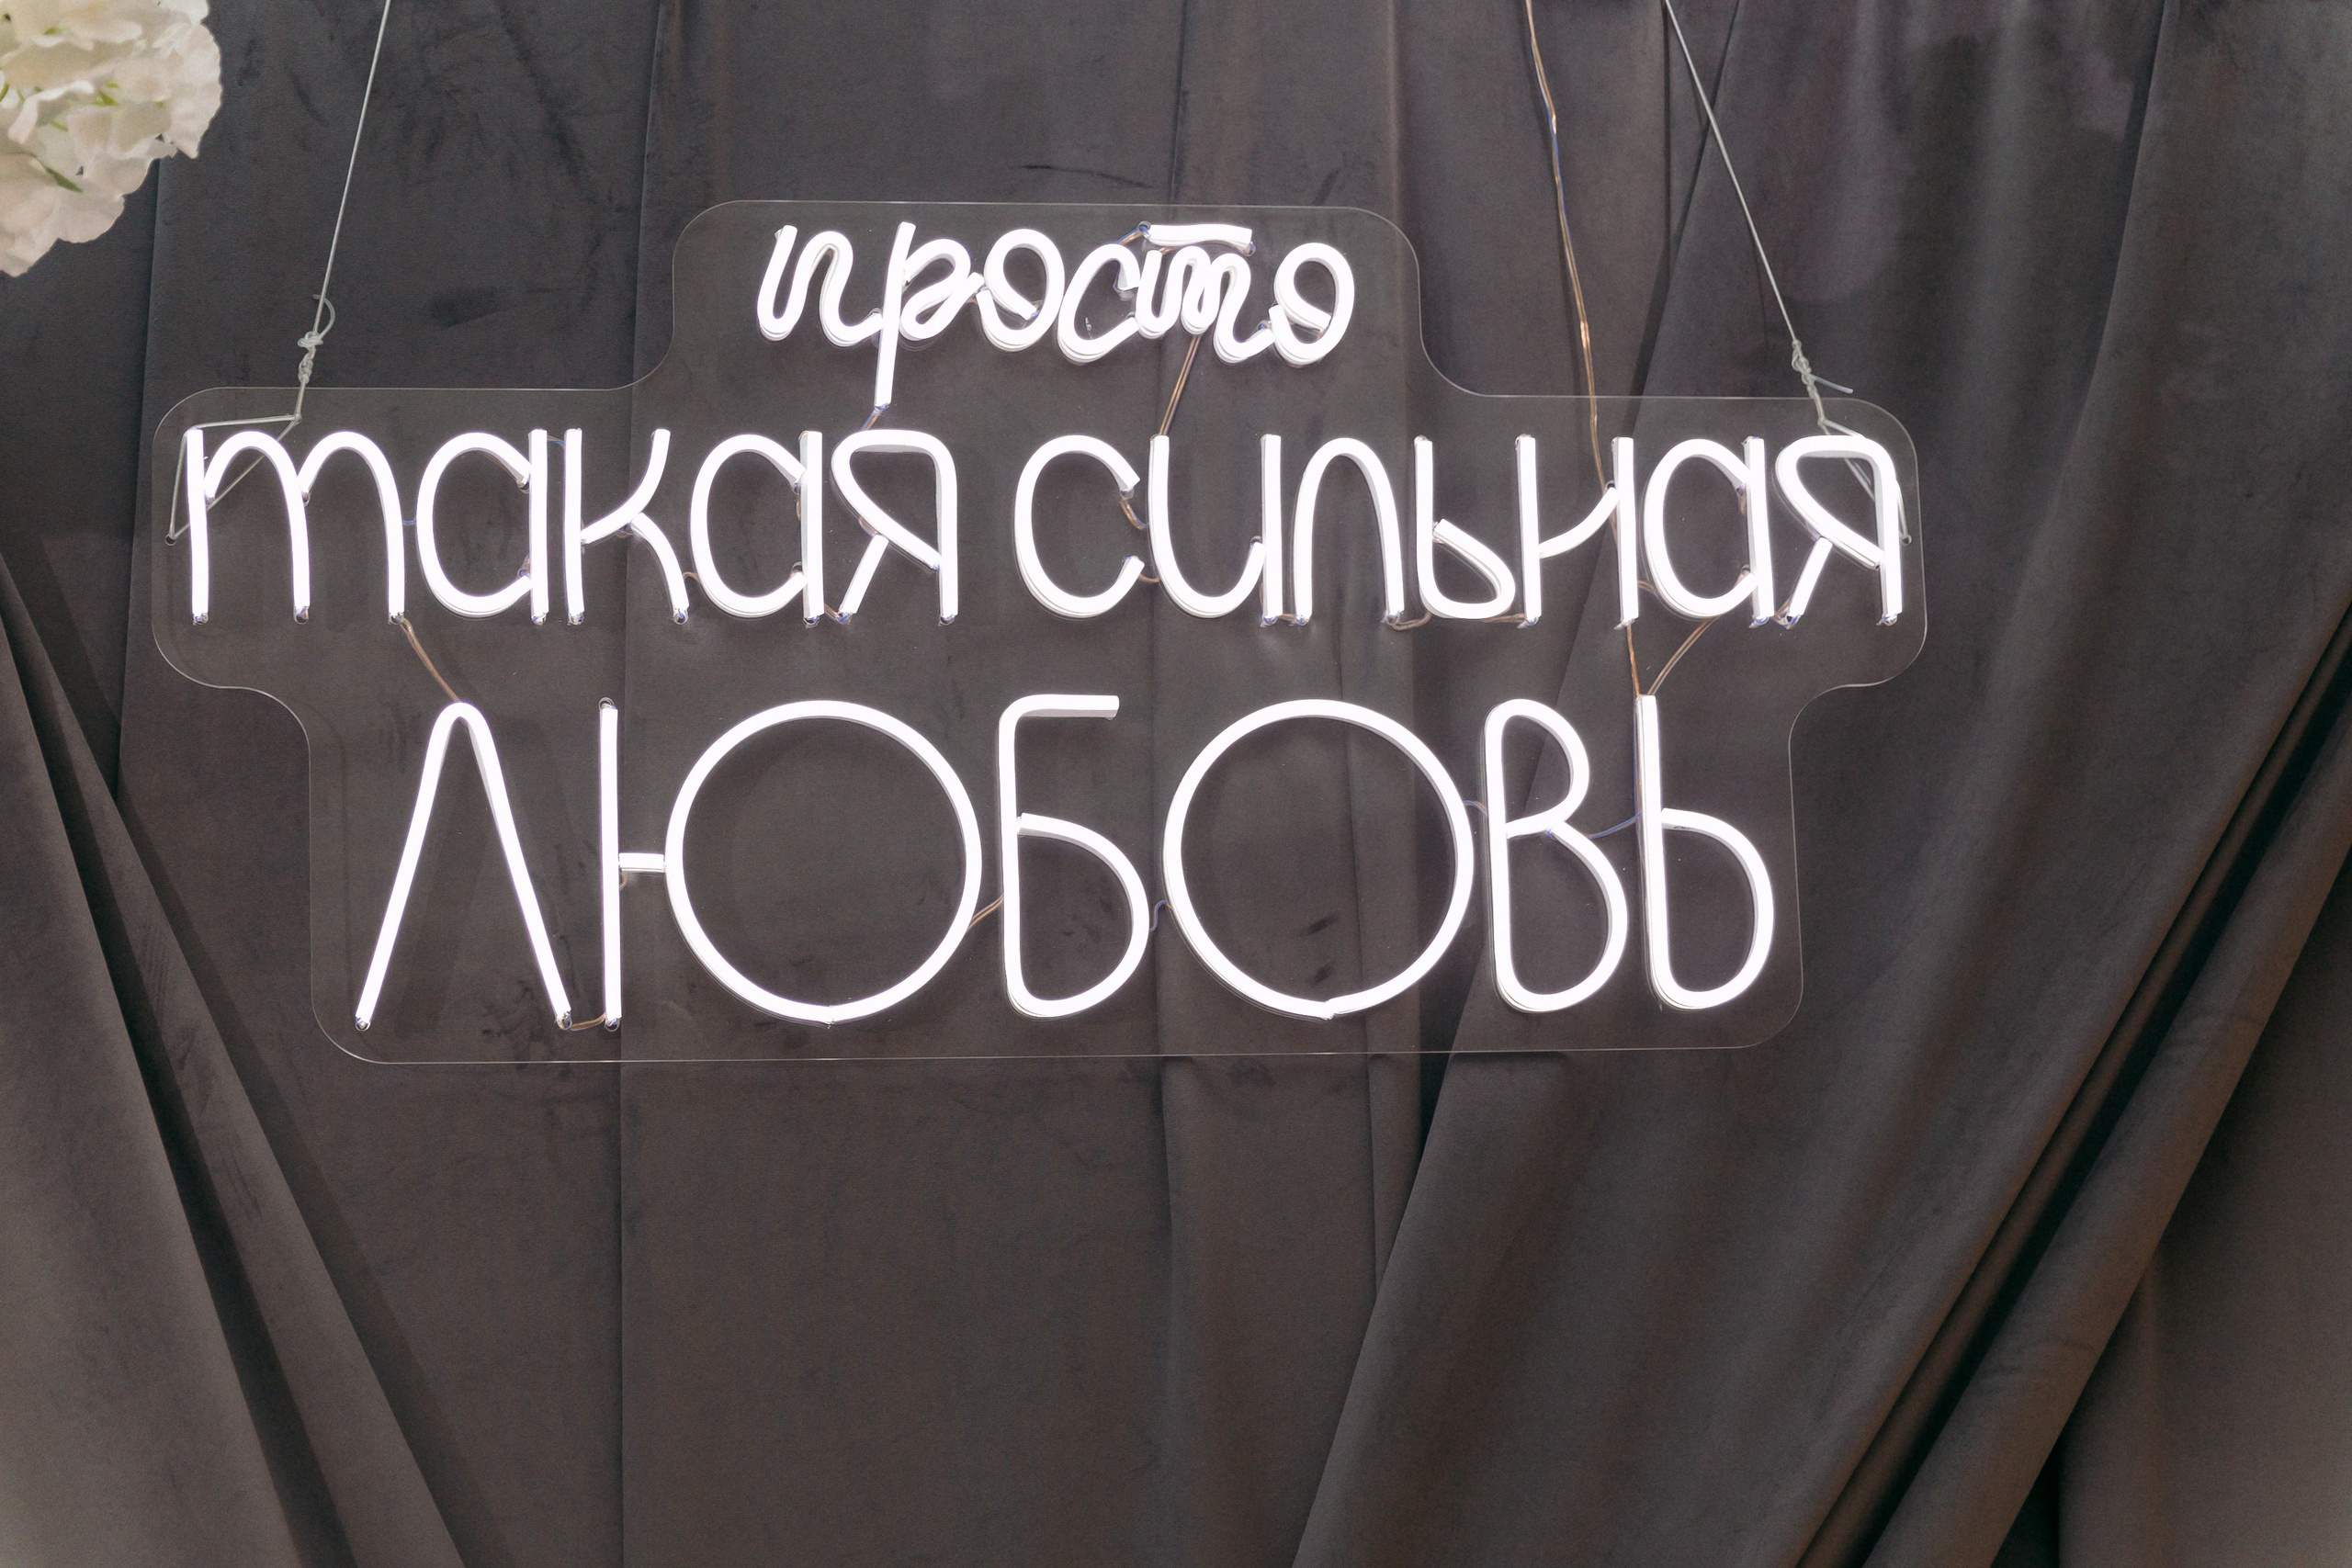 просто
такая сильная
ЛЮБОВЬ